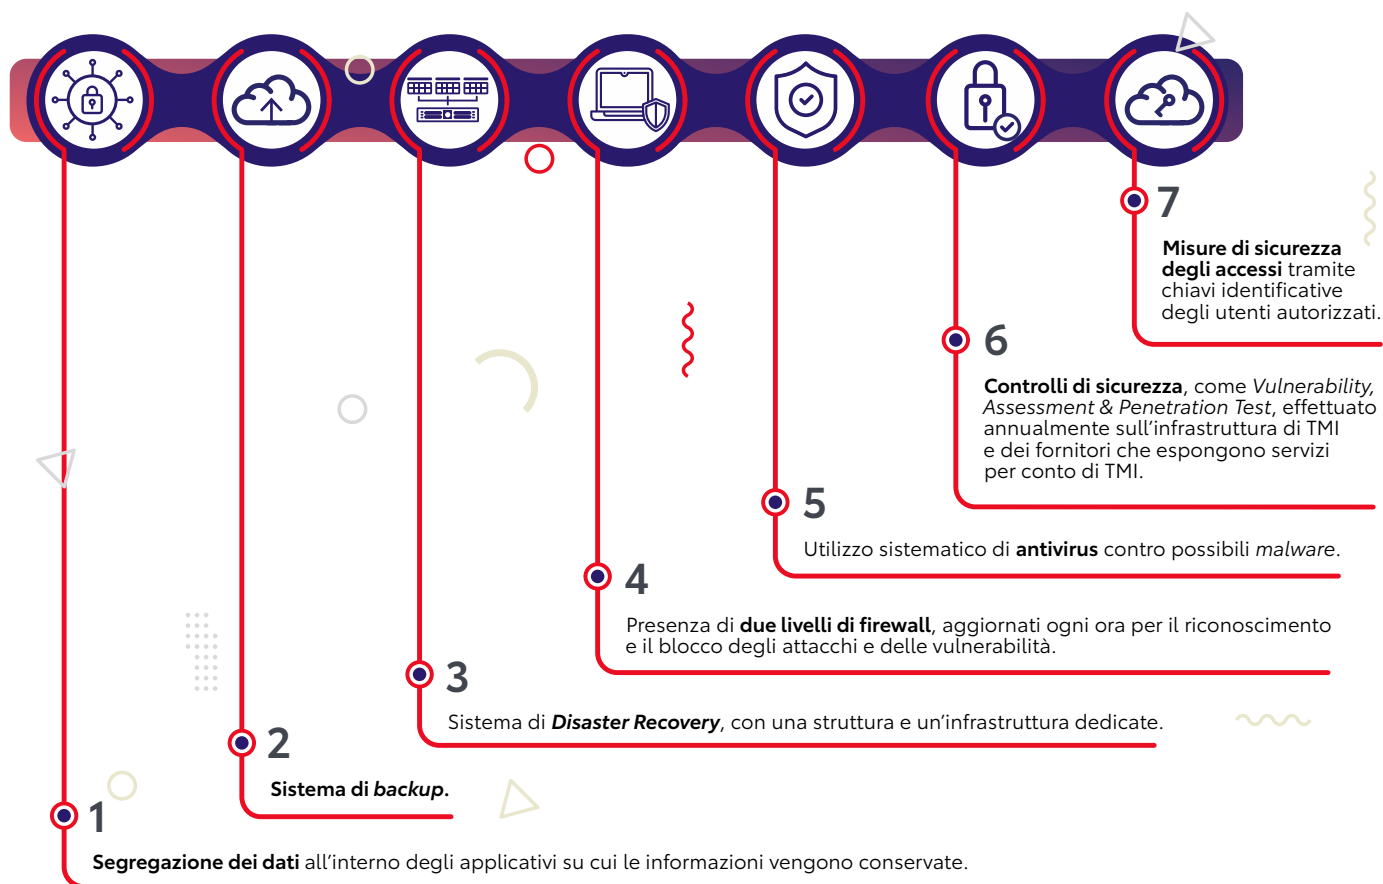 7
Misure di sicurezza
degli accessi tramite
chiavi identificative
degli utenti autorizzati.
6
Controlli di sicurezza, come Vulnerability,
Assessment & Penetration Test, effettuato
annualmente sull’infrastruttura di TMI
e dei fornitori che espongono servizi
per conto di TMI.
5
Utilizzo sistematico di antivirus contro possibili malware.
4
Presenza di due livelli di firewall, aggiornati ogni ora per il riconoscimento
e il blocco degli attacchi e delle vulnerabilità.
3
Sistema di Disaster Recovery, con una struttura e un’infrastruttura dedicate.
2
Sistema di backup.
1
Segregazione dei dati all’interno degli applicativi su cui le informazioni vengono conservate.